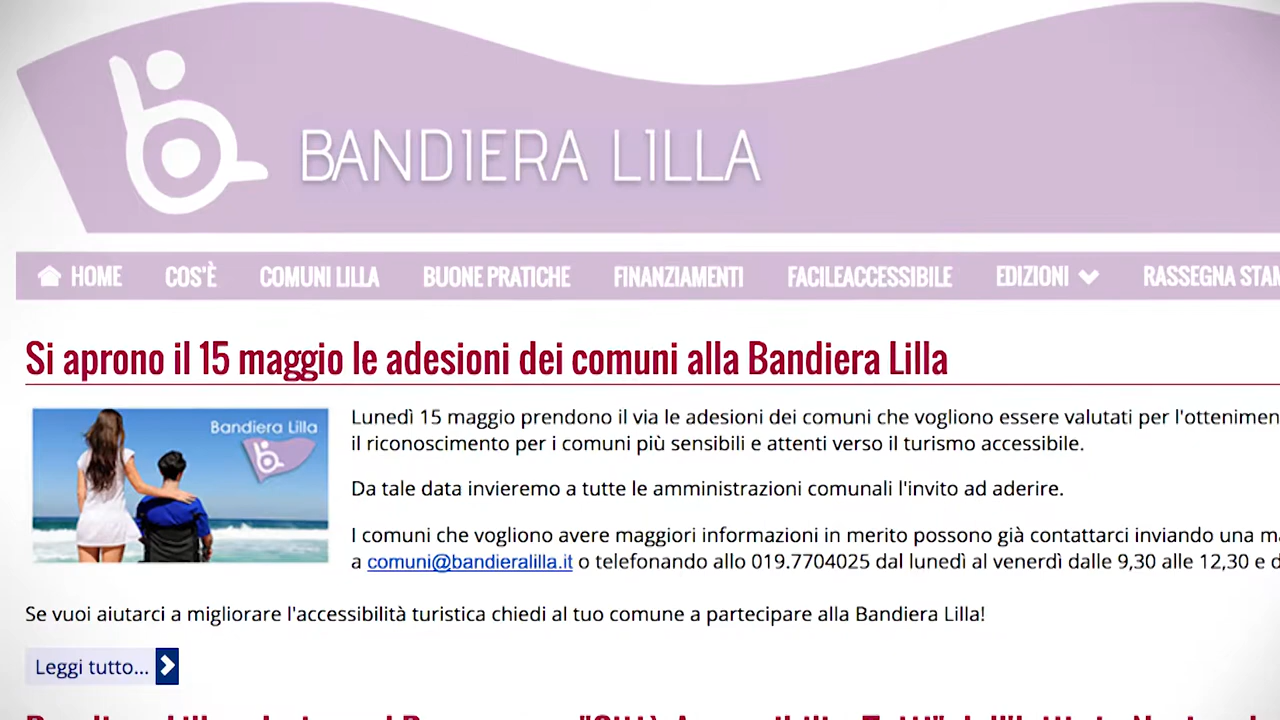 BANDIERA LILLA
HOME COS'È COMUNI LILLA BUONE PRATICHE FINANZIAMENTI FACILEACCESSIBILE EDIZIONI RASSEGNA
Si aprono il 15 maggio le adesioni dei comuni alla Bandiera Lilla
Bandiera Lilla
Lunedì 15 maggio prendono il via le adesioni dei comuni che vogliono essere valutati per
il riconoscimento per i comuni più sensibili e attenti verso il turismo accessibile.
Da tale data invieremo a tutte le amministrazioni comunali l'invito ad aderire.
I comuni che vogliono avere maggiori informazioni in merito possono già contattarci inviando una
a comuni@bandieralilla.it o telefonando allo 019.7704025 dal lunedì al venerdì dalle 9,30 alle 12,30 e
Se vuoi aiutarci a migliorare l'accessibilità turistica chiedi al tuo comune a partecipare alla Bandiera Lilla!
Leggi tutto...